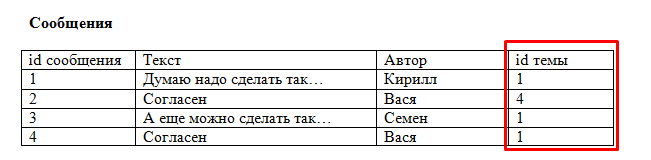 Сообщения
id сообщения Текст Автор id темы
1 Думаю надо сделать так… Кирилл 1
2 Согласен Вася 4
3 А еще можно сделать так… Семен 1
4 Согласен Вася 1